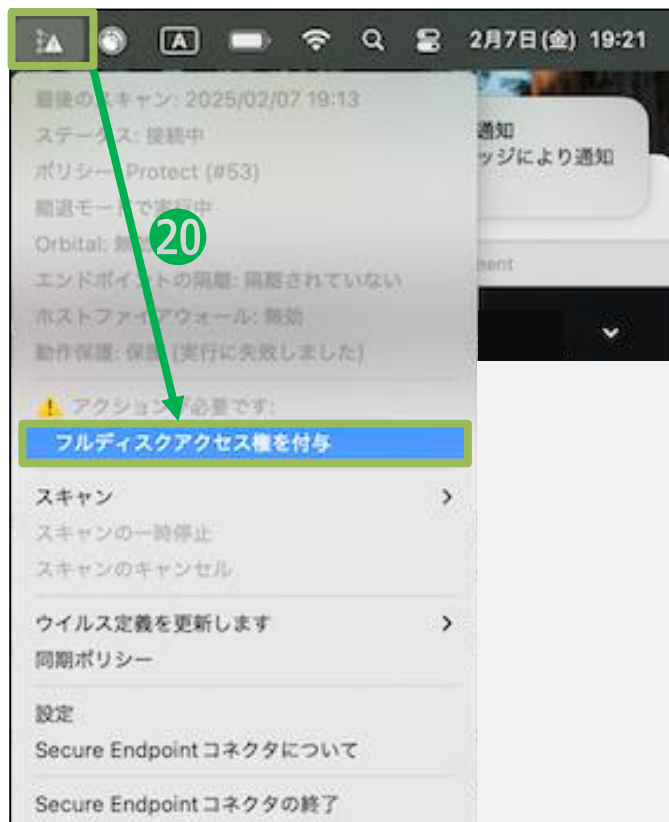 A 2月7日(金) 19:21
最後のスキャン: 2025/02/07 19:13
ステータス: 接続中
ポリシー: Protect (#53)
縮退モードで実行中
Orbital: 無効
エンドポイントの隔離: 隔離されていない
ホストファイアウォール: 無効
動作保護: 保護 (実行に失敗しました)
アクションが必要です:
フルディスクアクセス権を付与
スキャン
スキャンの一時停止
スキャンのキャンセル
ウイルス定義を更新します
同期ポリシー
設定
Secure Endpoint コネクタについて
Secure Endpoint コネクタの終了
20
通知
ッジにより通知